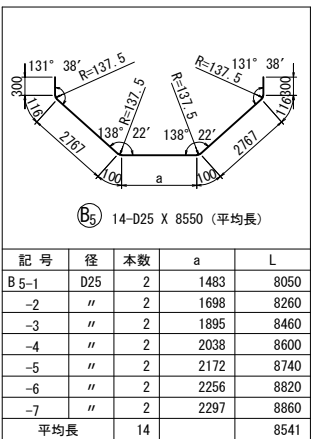 131° 38′ R=137.5 R=137.5 131° 38′
300 R=137.5 R=137.5 300
116 138° 22′ 138° 22′ 116
2767 2767
100 a 100
B5 14-D25 X 8550 (平均長)
記 号 径 本数 a L
B 5-1 D25 2 1483 8050
-2 〃 2 1698 8260
-3 〃 2 1895 8460
-4 〃 2 2038 8600
-5 〃 2 2172 8740
-6 〃 2 2256 8820
-7 〃 2 2297 8860
平均長 14 8541